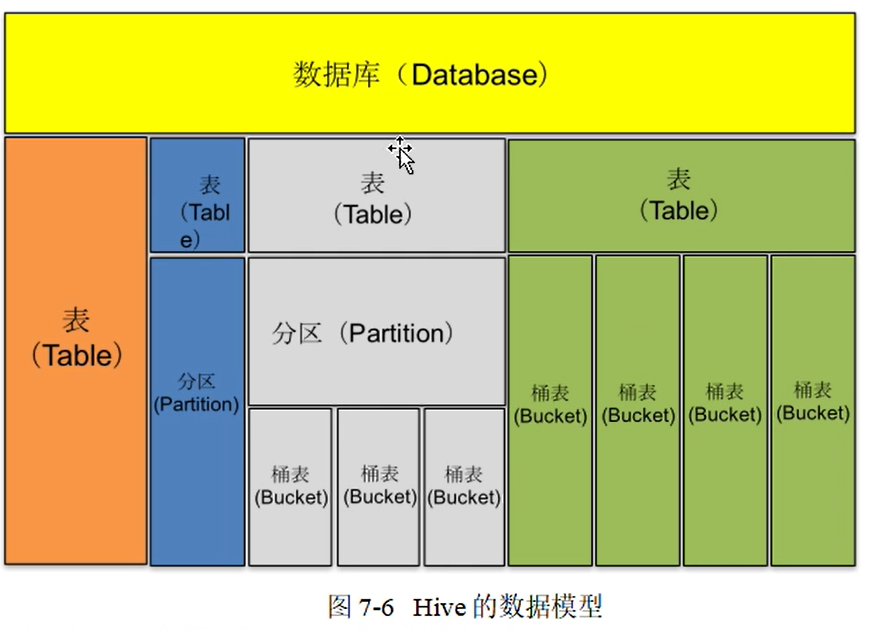 数据库（Database）
表
（Table）
表
（Tabl
e）
分区
(Partition)
表
（Table）
分区（Partition）
桶表
(Bucket)
桶表
(Bucket)
桶表
(Bucket)
表
（Table）
桶表
(Bucket)
桶表
(Bucket)
桶表
(Bucket)
桶表
(Bucket)
图 7-6 Hive 的数据模型